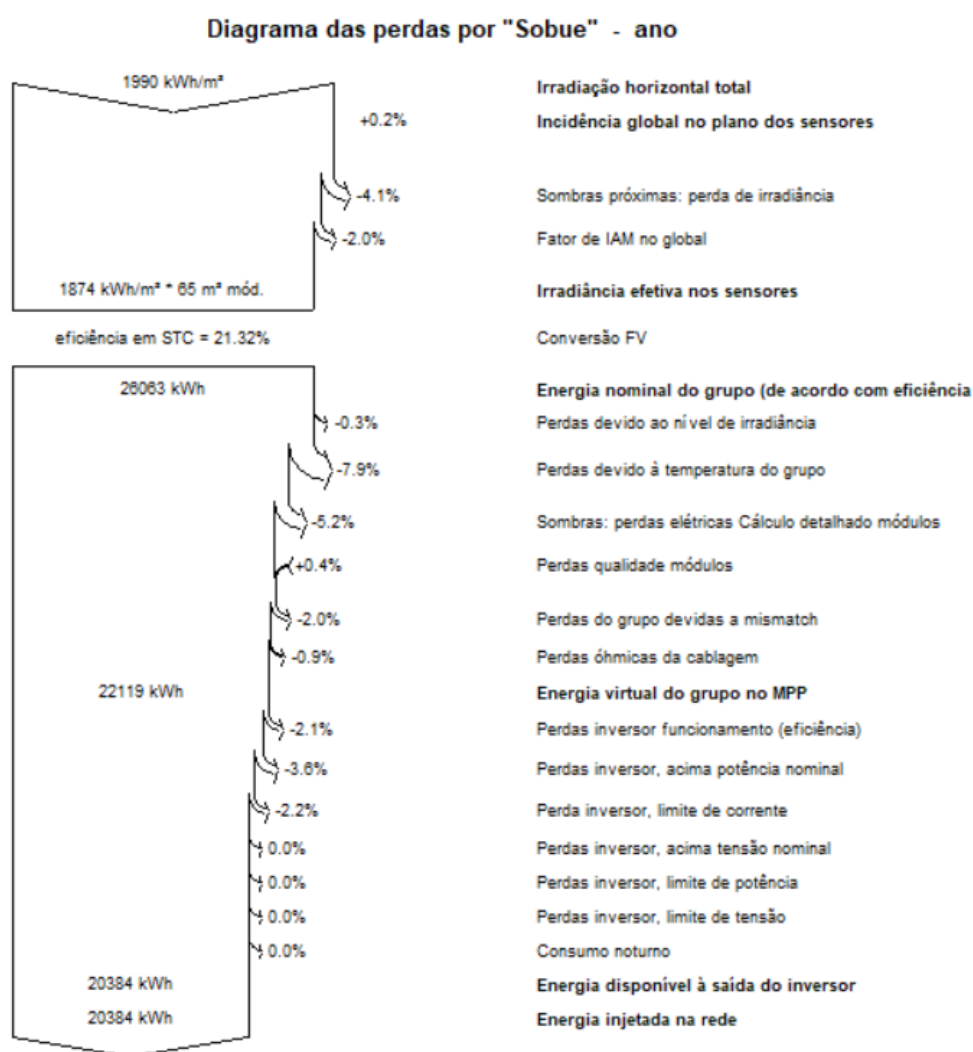 Diagrama das perdas por "Sobue" - ano
1990 kWh/m² Irradiação horizontal total
+0.2% Incidência global no plano dos sensores
-4.1% Sombras próximas: perda de irradiância
-2.0% Fator de IAM no global
1874 kWh/m² * 65 m² mód. Irradiância efetiva nos sensores
eficiência em STC = 21.32% Conversão FV
26063 kWh Energia nominal do grupo (de acordo com eficiência
-0.3% Perdas devido ao nível de irradiância
-7.9% Perdas devido à temperatura do grupo
-5.2% Sombras: perdas elétricas Cálculo detalhado módulos
+0.4% Perdas qualidade módulos
-2.0% Perdas do grupo devidas a mismatch
-0.9% Perdas óhmicas da cablagem
22119 kWh Energia virtual do grupo no MPP
-2.1% Perdas inversor funcionamento (eficiência)
-3.6% Perdas inversor, acima potência nominal
-2.2% Perda inversor, limite de corrente
0.0% Perdas inversor, acima tensão nominal
0.0% Perdas inversor, limite de potência
0.0% Perdas inversor, limite de tensão
0.0% Consumo noturno
20384 kWh Energia disponível à saída do inversor
20384 kWh Energia injetada na rede